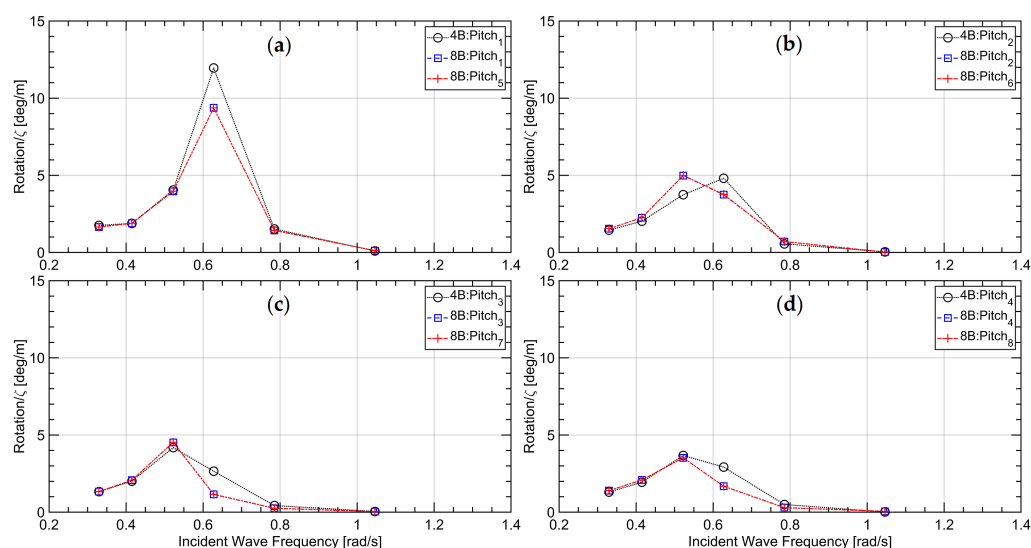 15
10
5
0
Rotation/ζ [deg/m]
(a)
4B:Pitch1
8B:Pitch1
8B:Pitch5
0.2 0.4 0.6 0.8 1 1.2 1.4
15
10
5
0
Rotation/ζ [deg/m]
(b)
4B:Pitch2
8B:Pitch2
8B:Pitch6
0.2 0.4 0.6 0.8 1 1.2 1.4
15
10
5
0
Rotation/ζ [deg/m]
(c)
4B:Pitch3
8B:Pitch3
8B:Pitch7
0.2 0.4 0.6 0.8 1 1.2 1.4
Incident Wave Frequency [rad/s]
15
10
5
0
Rotation/ζ [deg/m]
(d)
4B:Pitch4
8B:Pitch4
8B:Pitch8
0.2 0.4 0.6 0.8 1 1.2 1.4
Incident Wave Frequency [rad/s]